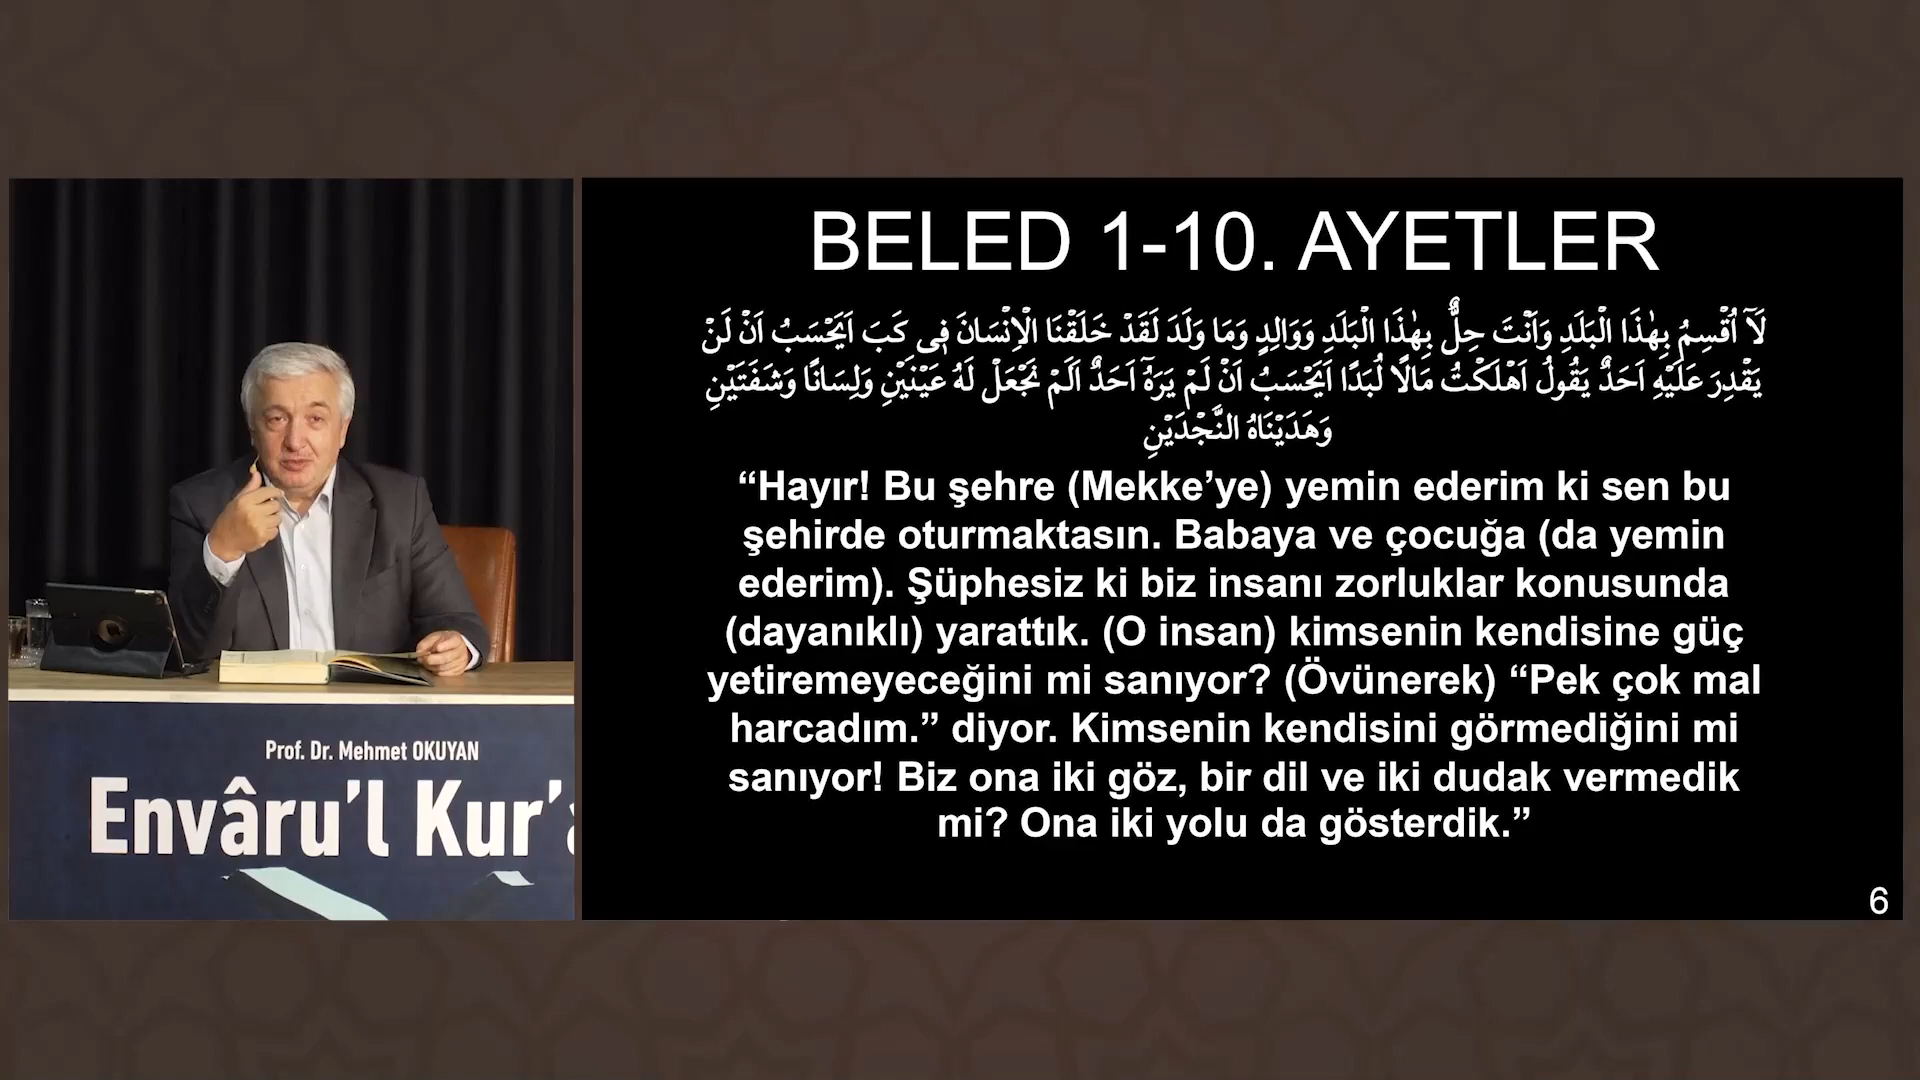 BELED 1-10. AYETLER
لَآ اُقْسِمُ بِهٰذَا الْبَلَدِ وَاَنْتَ حِلٌّ بِهٰذَا الْبَلَدِ وَوَالِدٍ وَمَا وَلَدَ لَقَدْ خَلَقْنَا الْاِنْسَانَ فٖى كَبَ اَيَحْسَبُ اَنْ لَنْ
يَقْدِرَ عَلَيْهِ اَحَدٌ يَقُولُ اَهْلَكْتُ مَالًا لُبَدًا اَيَحْسَبُ اَنْ لَمْ يَرَهُٓ اَحَدٌ اَلَمْ نَجْعَلْ لَهُ عَيْنَيْنِ وَلِسَانًا وَشَفَتَيْنِ
وَهَدَيْنَاهُ النَّجْدَيْنِ
“Hayır! Bu şehre (Mekke’ye) yemin ederim ki sen bu
şehirde oturmaktasın. Babaya ve çocuğa (da yemin
ederim). Şüphesiz ki biz insanı zorluklar konusunda
(dayanıklı) yarattık. (O insan) kimsenin kendisine güç
yetiremeyeceğini mi sanıyor? (Övünerek) “Pek çok mal
harcadım.” diyor. Kimsenin kendisini görmediğini mi
sanıyor! Biz ona iki göz, bir dil ve iki dudak vermedik
mi? Ona iki yolu da gösterdik.”
6
Prof. Dr. Mehmet OKUYAN
Envâru’l Kur’a